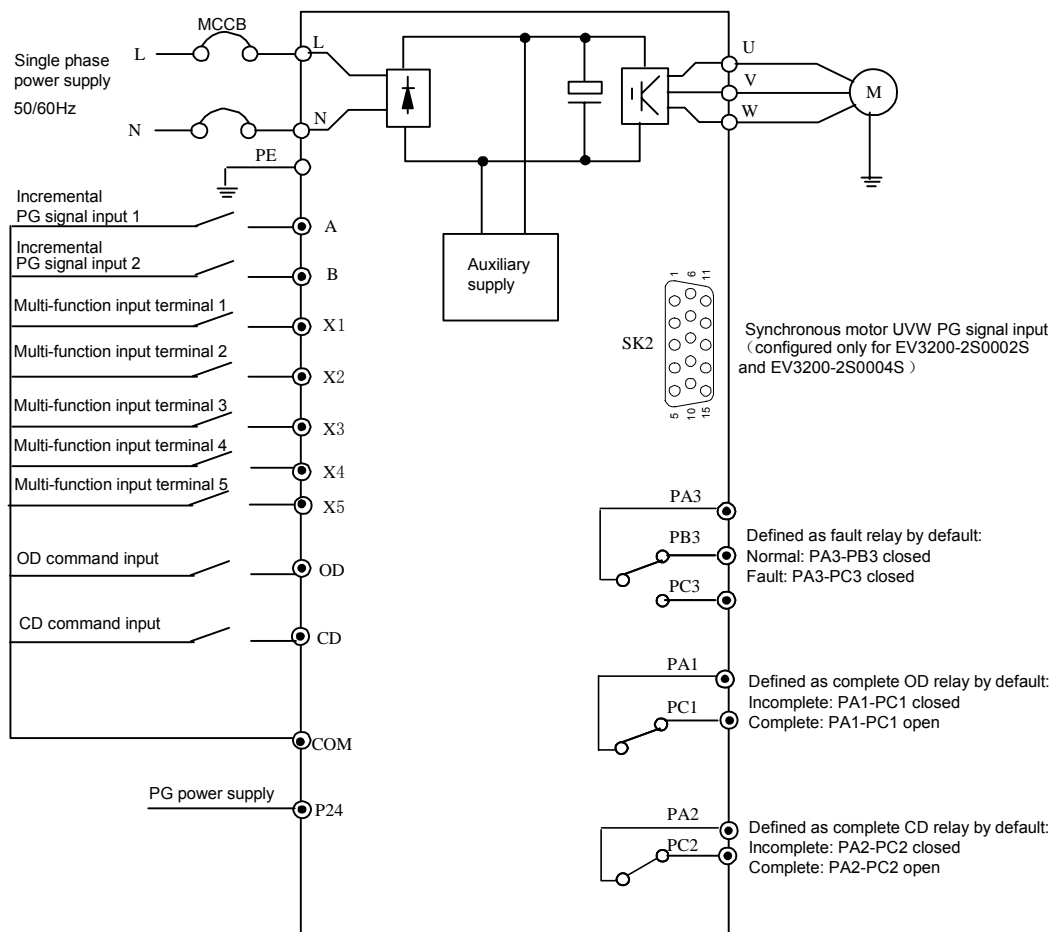 MCCB
L
L
Single phase
power supply
50/60Hz
N
N
PE
U
V
W
M
Incremental
PG signal input 1
A
Incremental
PG signal input 2
B
Multi-function input terminal 1
X1
Multi-function input terminal 2
X2
Multi-function input terminal 3
X3
Multi-function input terminal 4
X4
Multi-function input terminal 5
X5
OD command input
OD
CD command input
CD
COM
PG power supply
P24
Auxiliary
supply
1
6
11
SK2
5
10
15
Synchronous motor UVW PG signal input
（configured only for EV3200-2S0002S
and EV3200-2S0004S）
PA3
PB3
PC3
Defined as fault relay by default:
Normal: PA3-PB3 closed
Fault: PA3-PC3 closed
PA1
PC1
Defined as complete OD relay by default:
Incomplete: PA1-PC1 closed
Complete: PA1-PC1 open
PA2
PC2
Defined as complete CD relay by default:
Incomplete: PA2-PC2 closed
Complete: PA2-PC2 open